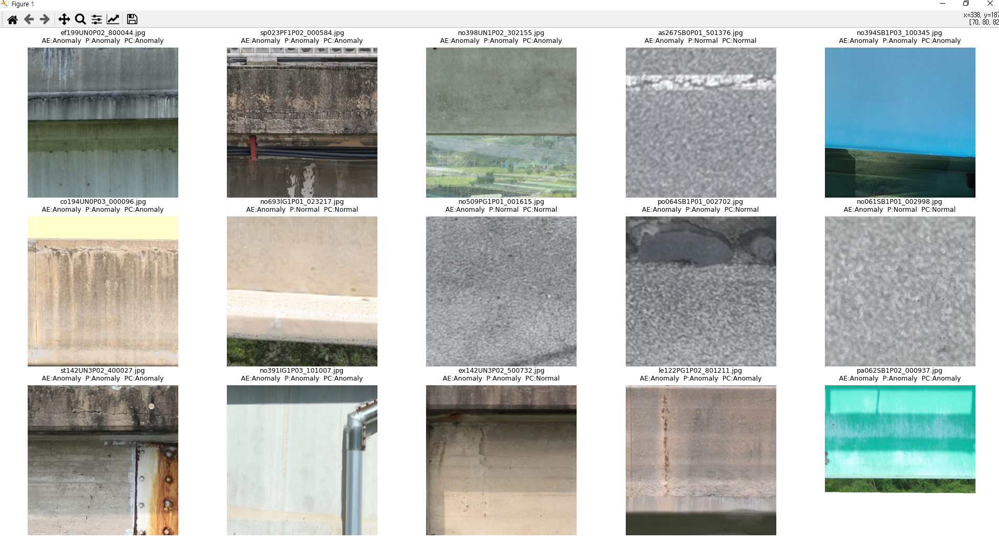 Figure 1
x=338, y=187
[70, 80, 82
ef199UN0P02_800044.jpg
AE:Anomaly P:Anomaly PC:Anomaly
sp023PF1P02_000584.jpg
AE:Anomaly P:Anomaly PC:Anomaly
no398UN1P02_302155.jpg
AE:Anomaly P:Anomaly PC:Anomaly
as267SB0P01_501376.jpg
AE:Anomaly P:Normal PC:Normal
no394SB1P03_100345.jpg
AE:Anomaly P:Anomaly PC:Anomaly
co194UN0P03_000096.jpg
AE:Anomaly P:Anomaly PC:Anomaly
no693IG1P01_023217.jpg
AE:Anomaly P:Normal PC:Normal
no509PG1P01_001615.jpg
AE:Anomaly P:Normal PC:Normal
po064SB1P01_002702.jpg
AE:Anomaly P:Anomaly PC:Normal
no061SB1P01_002998.jpg
AE:Anomaly P:Normal PC:Normal
st142UN3P02_400027.jpg
AE:Anomaly P:Anomaly PC:Anomaly
no391IG1P03_101007.jpg
AE:Anomaly P:Anomaly PC:Anomaly
ex142UN3P02_500732.jpg
AE:Anomaly P:Anomaly PC:Normal
le122PG1P02_801211.jpg
AE:Anomaly P:Anomaly PC:Anomaly
pa062SB1P02_000937.jpg
AE:Anomaly P:Anomaly PC:Anomaly